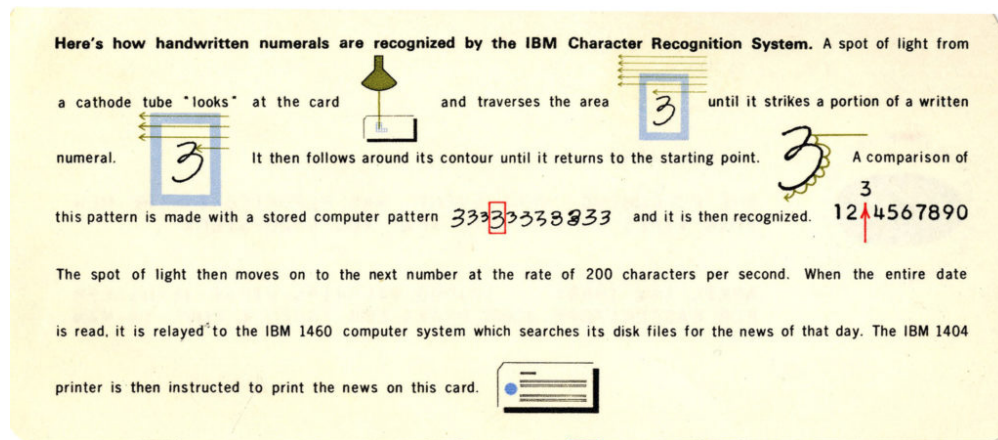 Here's how handwritten numerals are recognized by the IBM Character Recognition System. A spot of light from
a cathode tube "looks" at the card and traverses the area 3 until it strikes a portion of a written
numeral. 3 It then follows around its contour until it returns to the starting point. 3 A comparison of
3
this pattern is made with a stored computer pattern 33333333333 and it is then recognized. 12 4567890
The spot of light then moves on to the next number at the rate of 200 characters per second. When the entire date
is read, it is relayed to the IBM 1460 computer system which searches its disk files for the news of that day. The IBM 1404
printer is then instructed to print the news on this card.